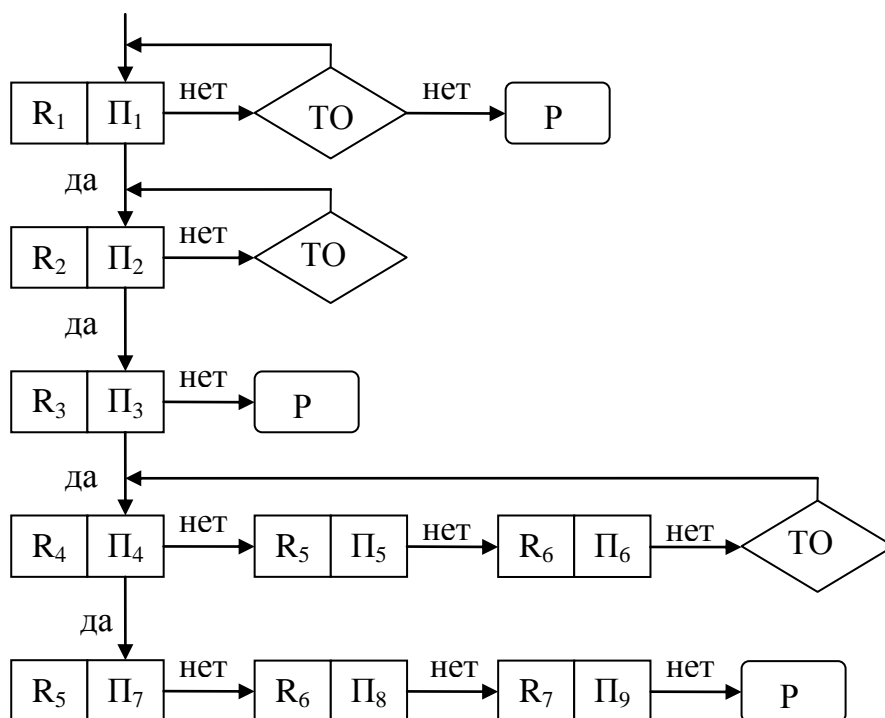 нет нет
R₁ П₁ ТО Р
да
нет
R₂ П₂ ТО
да
нет
R₃ П₃ Р
да
нет нет нет
R₄ П₄ R₅ П₅ R₆ П₆ ТО
да
нет нет нет
R₅ П₇ R₆ П₈ R₇ П₉ Р